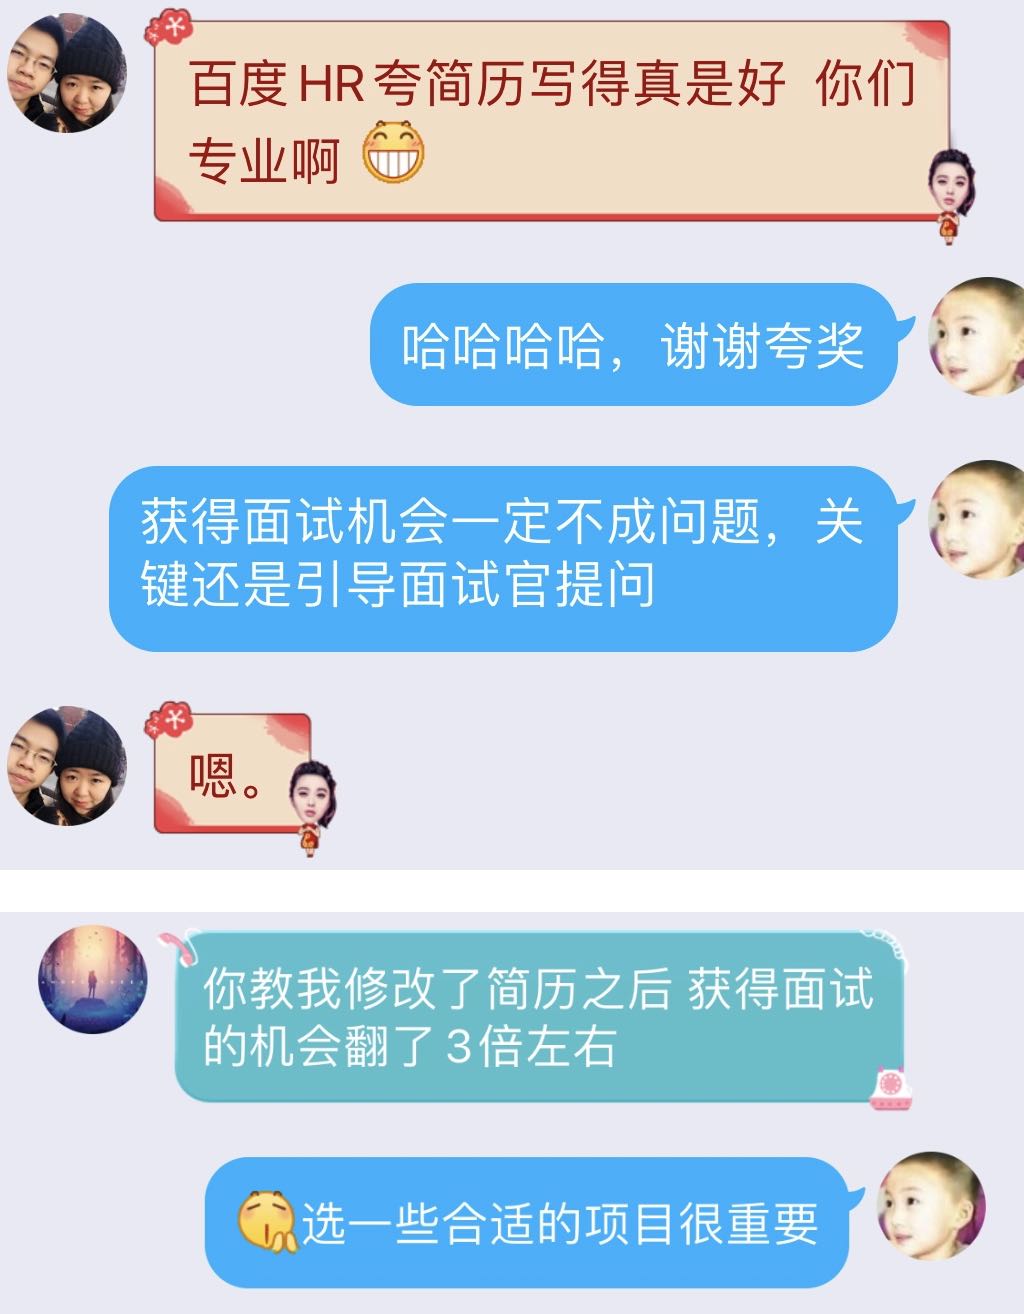 百度HR夸简历写得真是好 你们
专业啊
哈哈哈哈，谢谢夸奖
获得面试机会一定不成问题，关
键还是引导面试官提问
嗯。
你教我修改了简历之后 获得面试
的机会翻了3倍左右
选一些合适的项目很重要